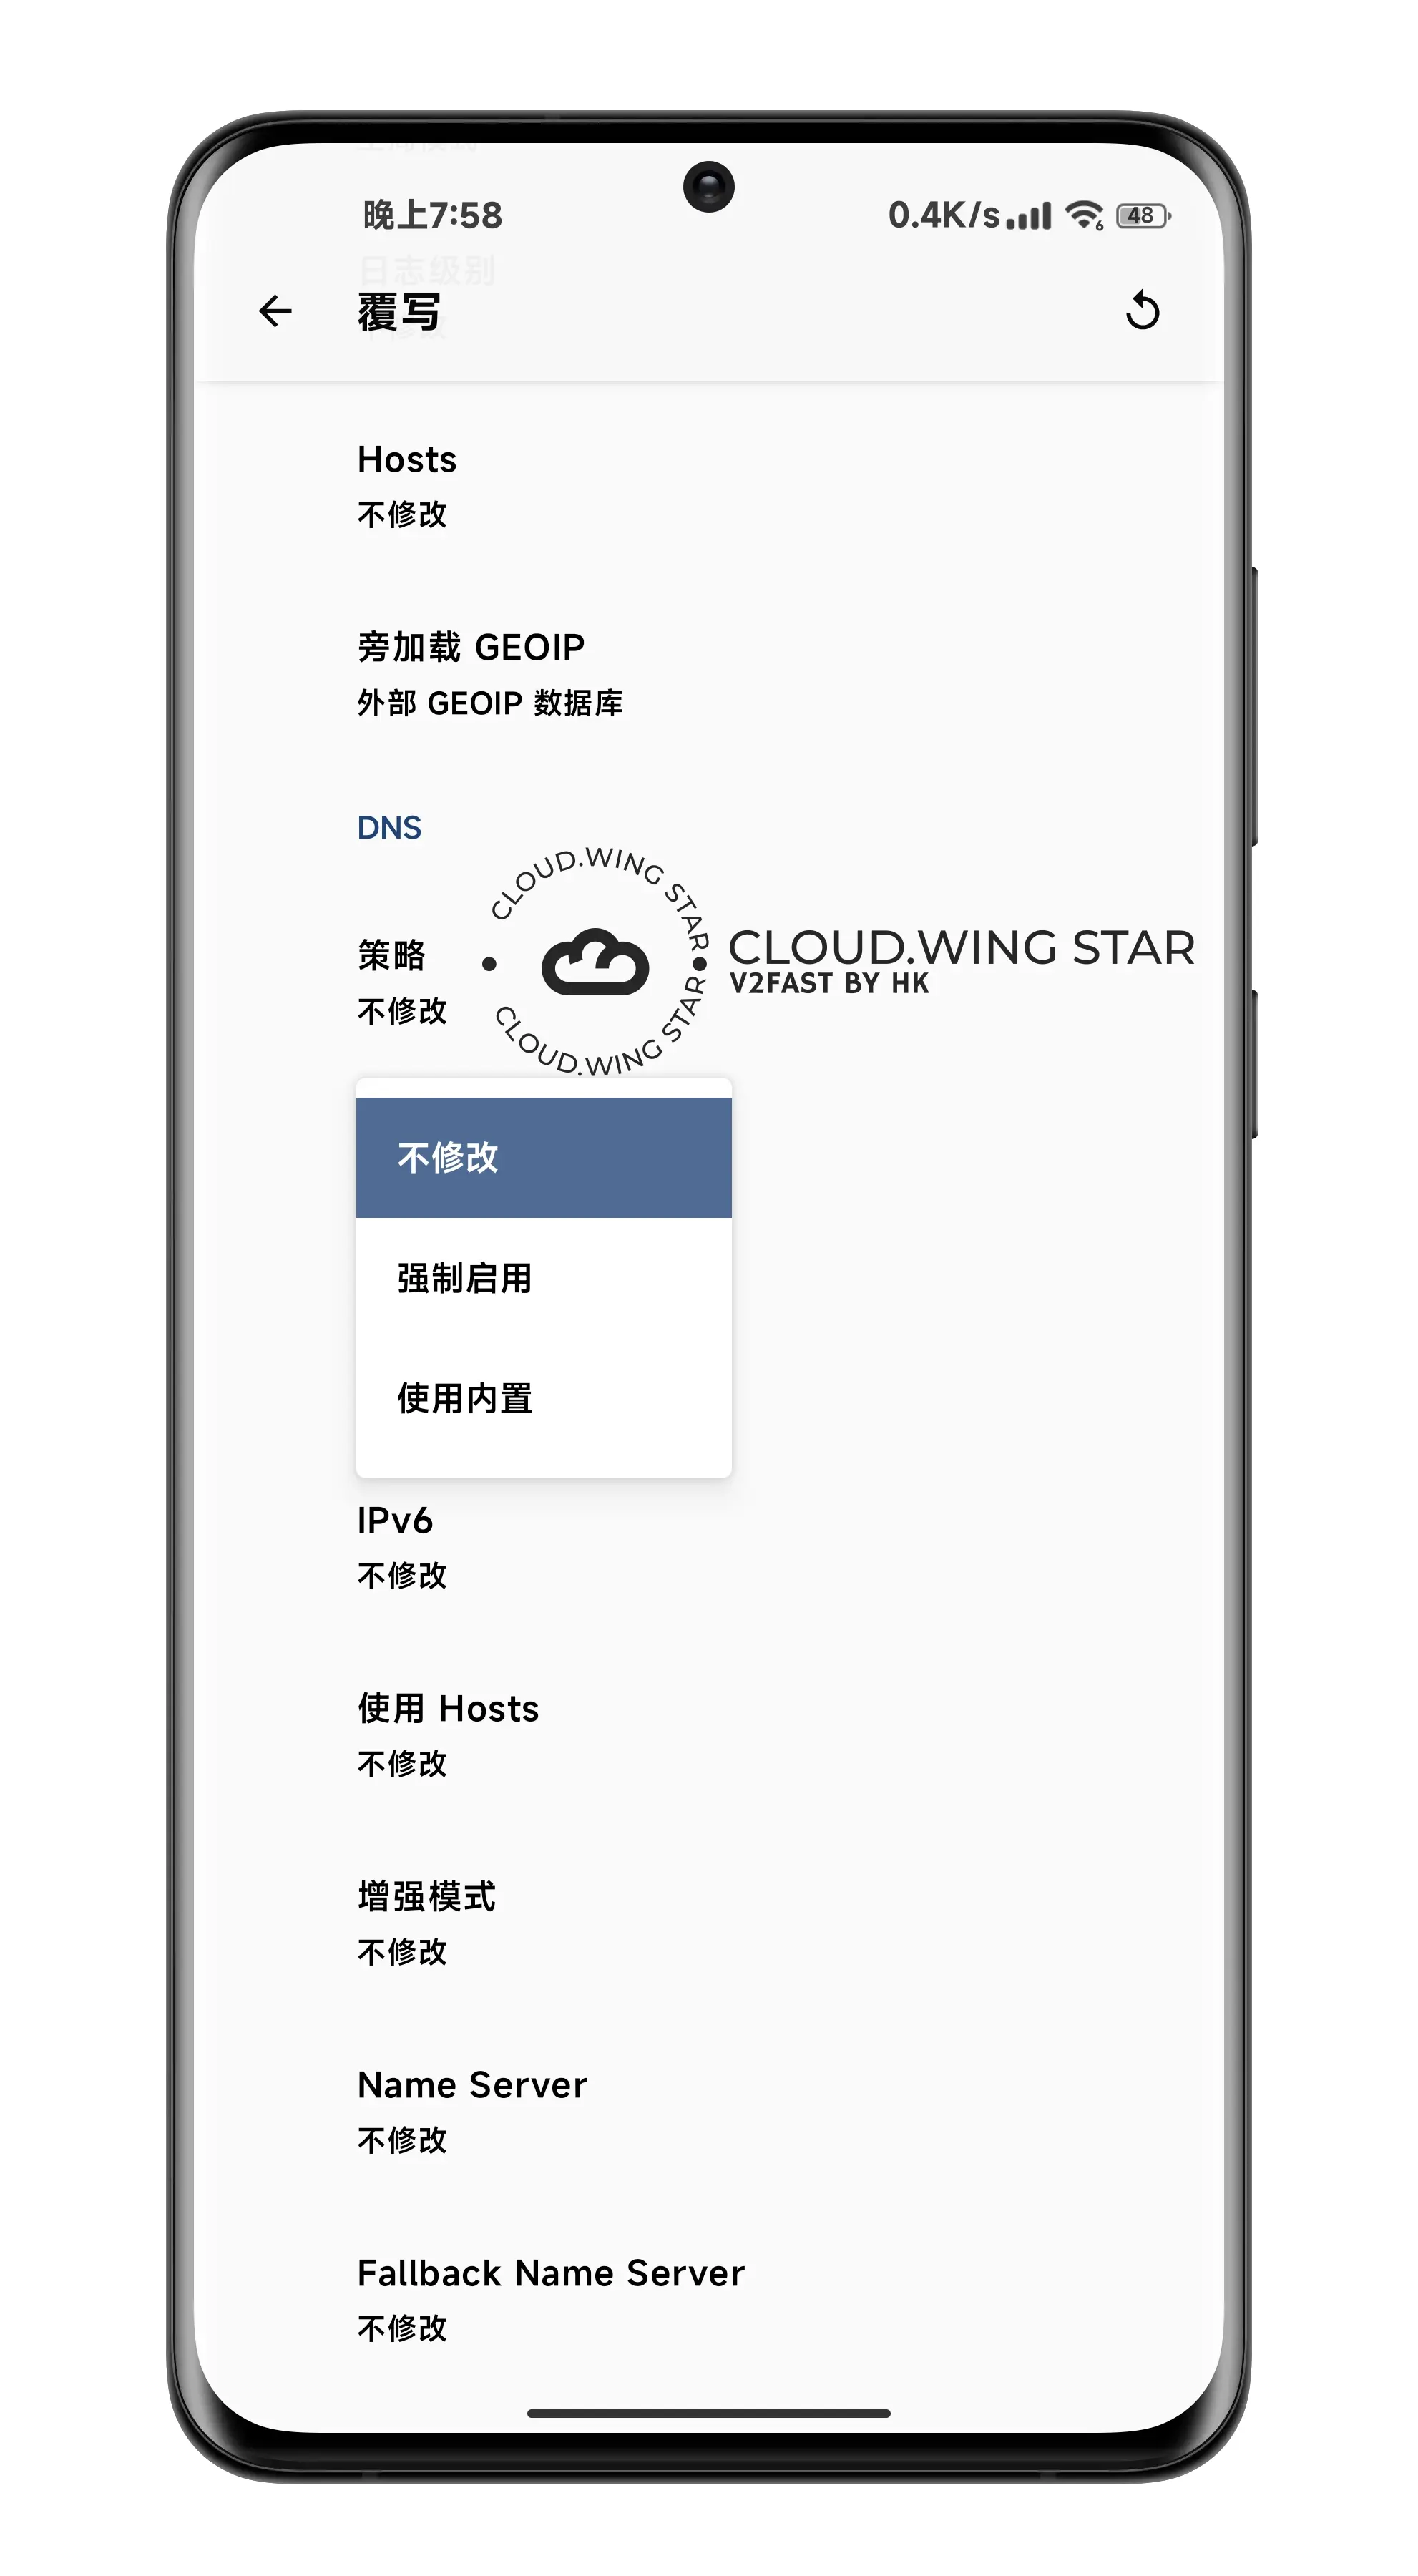 晚上7:58
0.4K/s
48
日志级别
覆写
Hosts
不修改
旁加载 GEOIP
外部 GEOIP 数据库
DNS
策略
不修改
CLOUD.WING STAR
CLOUD.WING STAR
CLOUD.WING STAR
V2FAST BY HK
不修改
强制启用
使用内置
IPv6
不修改
使用 Hosts
不修改
增强模式
不修改
Name Server
不修改
Fallback Name Server
不修改